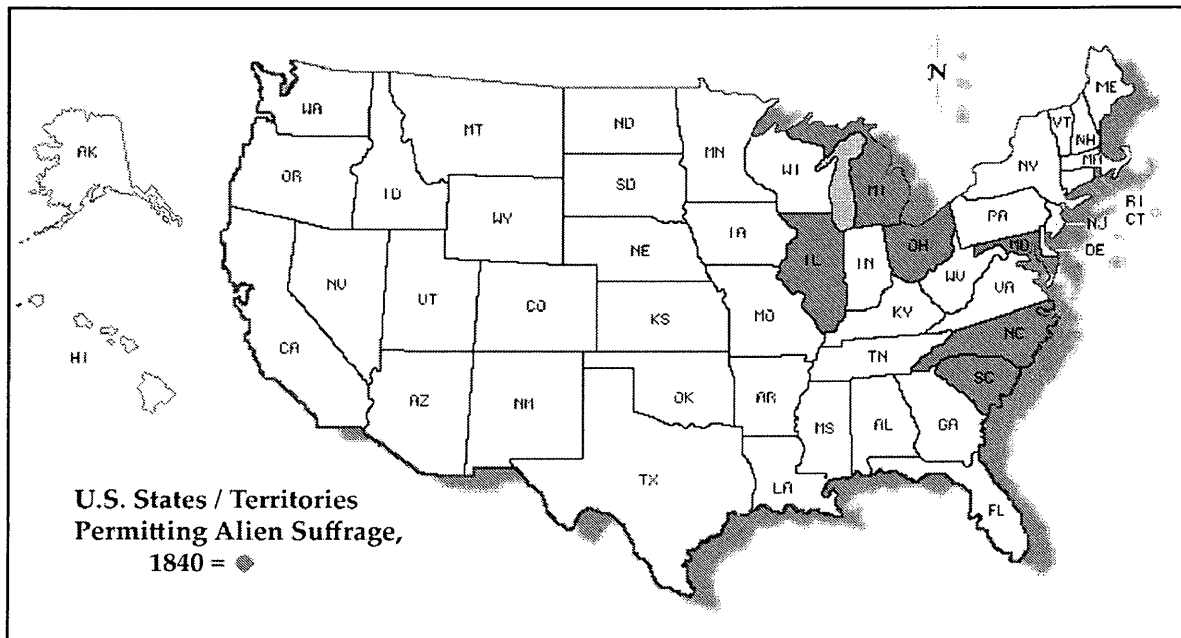 N
ME
WA
VT
NH
MT
ND
AK
MN
MA
OR
NY
WI
SD
MI
ID
RI
CT
WY
PA
NJ
IA
OH
MD
DE
NE
IL
IN
NV
WV
VA
UT
CO
KS
MO
KY
CA
NC
HI
TN
SC
OK
AR
AZ
NM
MS
AL
GA
TX
LA
FL
U.S. States / Territories
Permitting Alien Suffrage,
1840 =